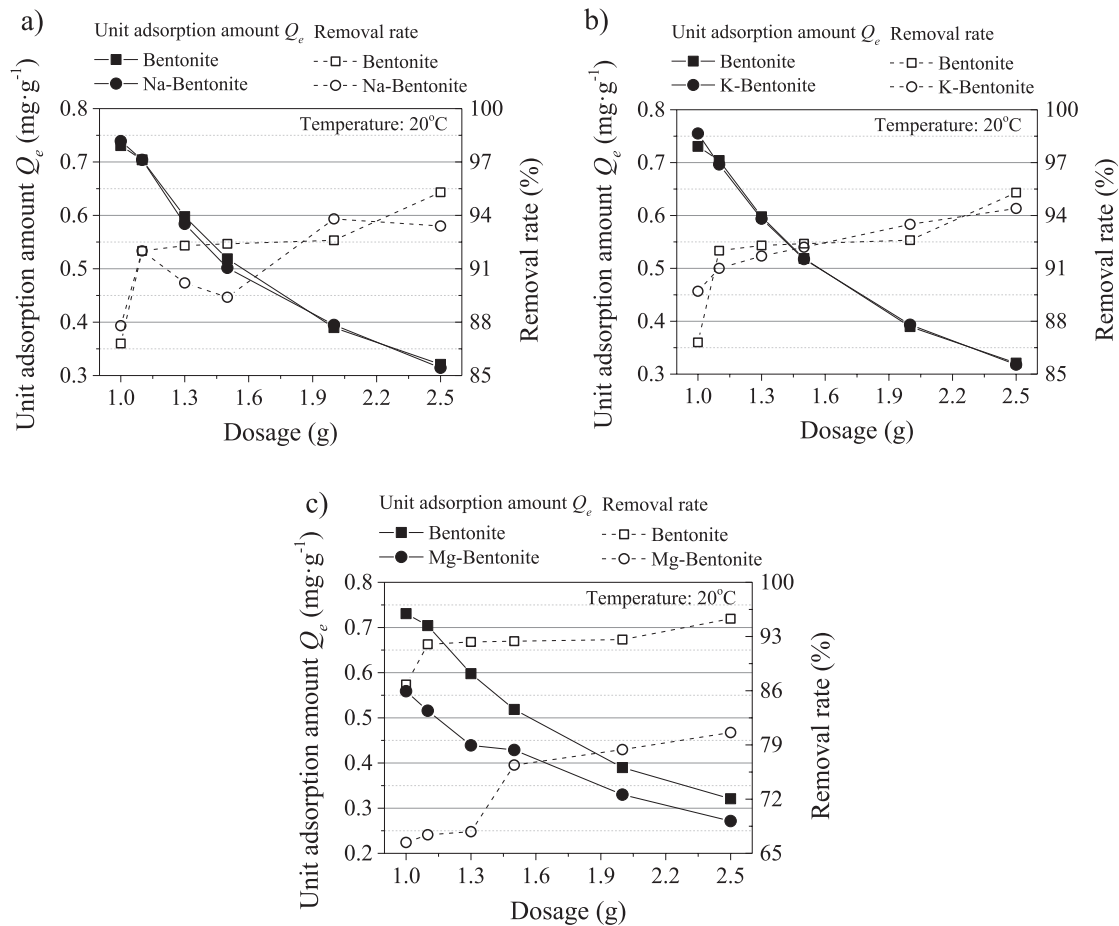 a)
Unit adsorption amount Qe Removal rate
Bentonite Bentonite
Na-Bentonite Na-Bentonite
Temperature: 20°C
Unit adsorption amount Qe (mg·g-1)
0.8
0.7
0.6
0.5
0.4
0.3
100
97
94
91
88
85
Removal rate (%)
1.0 1.3 1.6 1.9 2.2 2.5
Dosage (g)
b)
Unit adsorption amount Qe Removal rate
Bentonite Bentonite
K-Bentonite K-Bentonite
Temperature: 20°C
Unit adsorption amount Qe (mg·g-1)
0.8
0.7
0.6
0.5
0.4
0.3
100
97
94
91
88
85
Removal rate (%)
1.0 1.3 1.6 1.9 2.2 2.5
Dosage (g)
c)
Unit adsorption amount Qe Removal rate
Bentonite Bentonite
Mg-Bentonite Mg-Bentonite
Temperature: 20°C
Unit adsorption amount Qe (mg·g-1)
0.8
0.7
0.6
0.5
0.4
0.3
0.2
100
93
86
79
72
65
Removal rate (%)
1.0 1.3 1.6 1.9 2.2 2.5
Dosage (g)